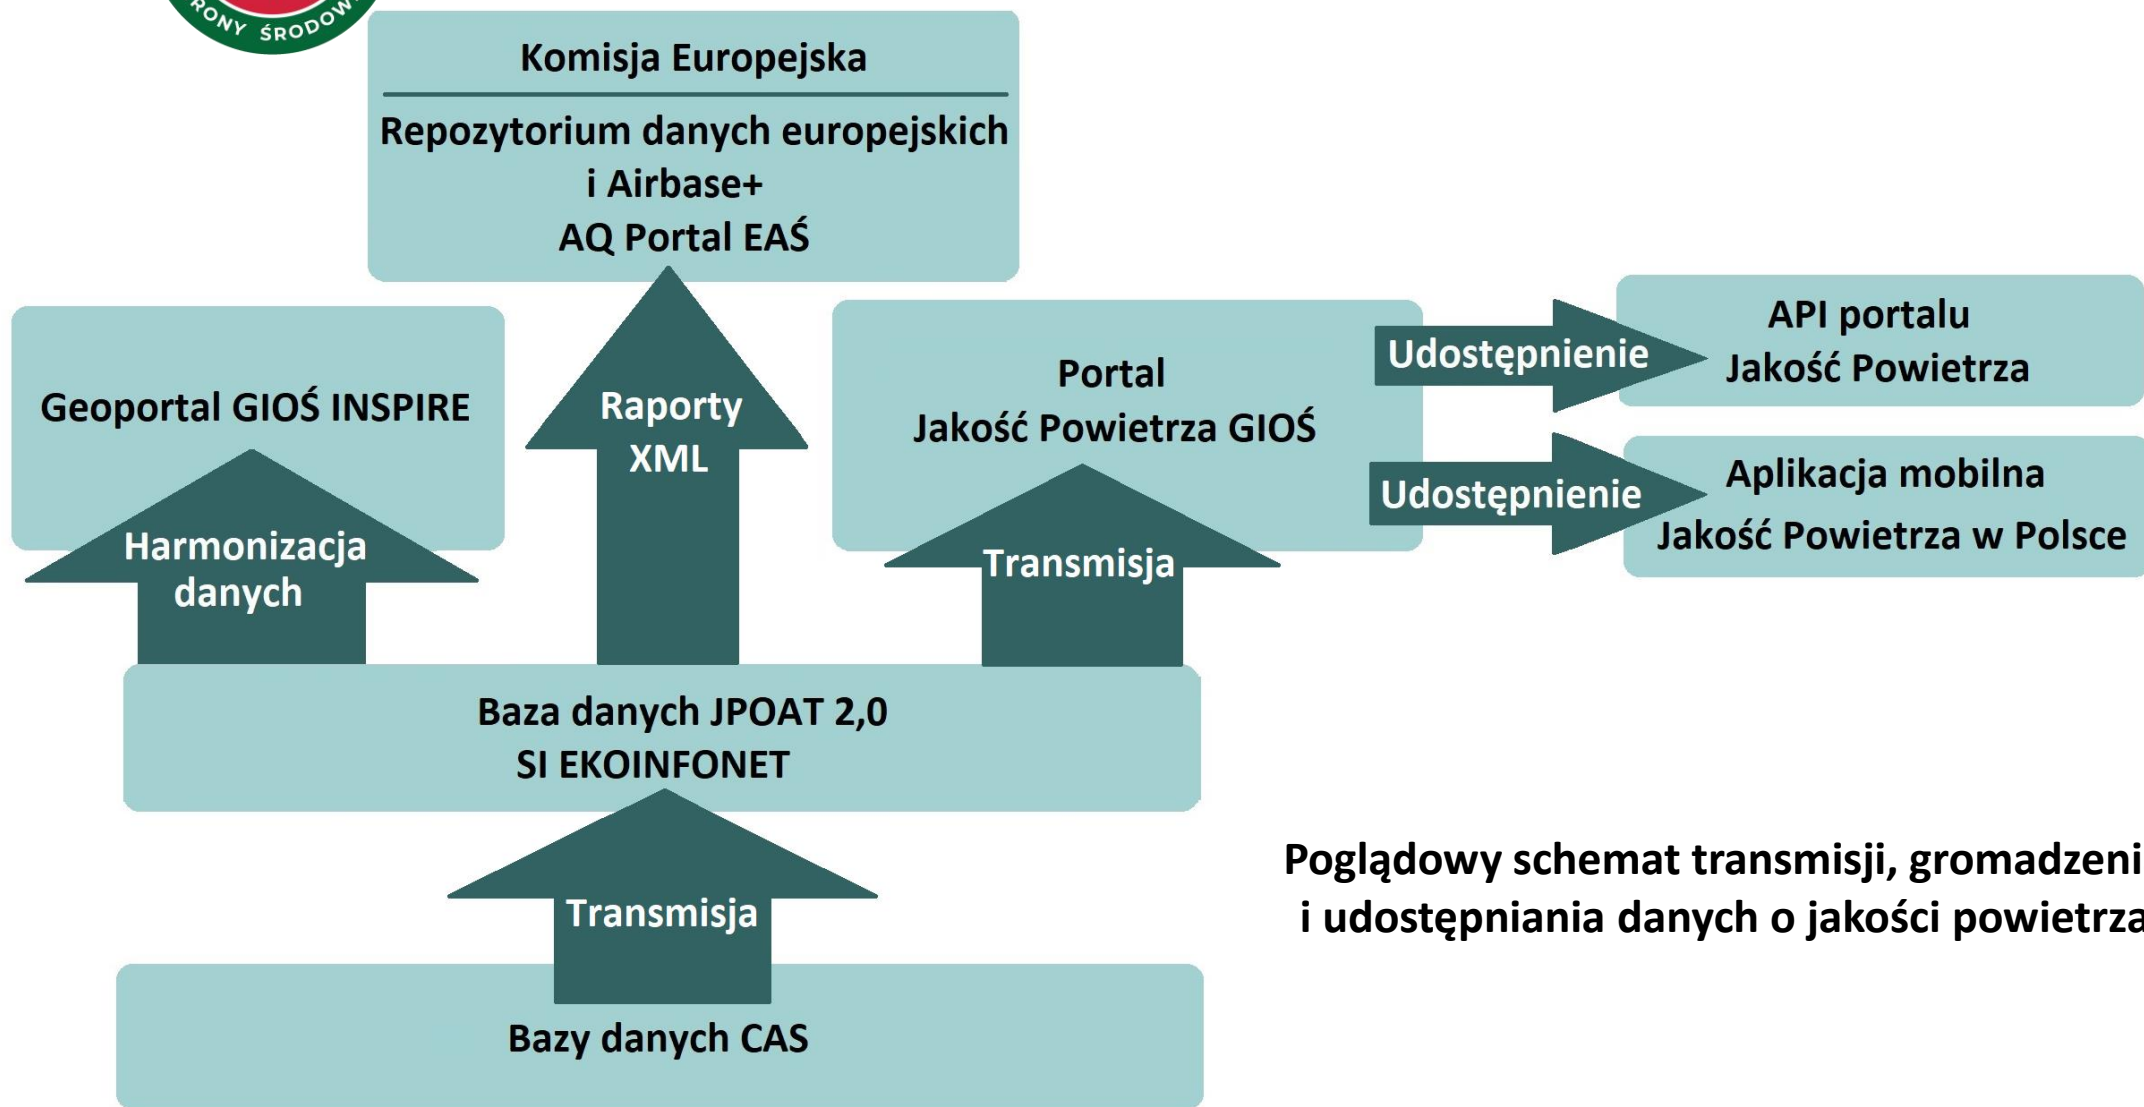 ŚRODOW
Komisja Europejska
Repozytorium danych europejskich
i Airbase+
AQ Portal EAŚ
Geoportal GIOŚ INSPIRE
Raporty
XML
Portal
Jakość Powietrza GIOŚ
Udostępnienie
API portalu
Jakość Powietrza
Udostępnienie
Aplikacja mobilna
Jakość Powietrza w Polsce
Harmonizacja
danych
Transmisja
Baza danych JPOAT 2,0
SI EKOINFONET
Transmisja
Bazy danych CAS
Poglądowy schemat transmisji, gromadzeni
i udostępniania danych o jakości powietrza